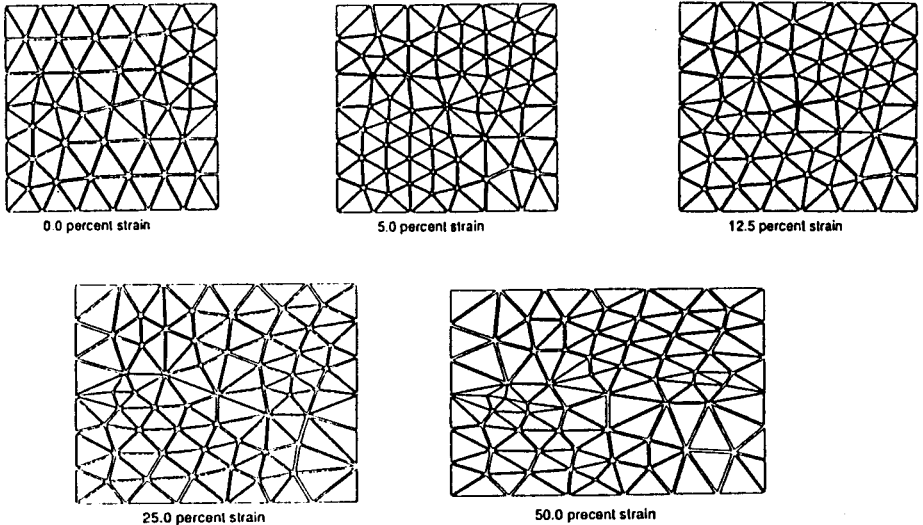 0.0 percent strain
5.0 percent strain
12.5 percent strain
25.0 percent strain
50.0 precent strain